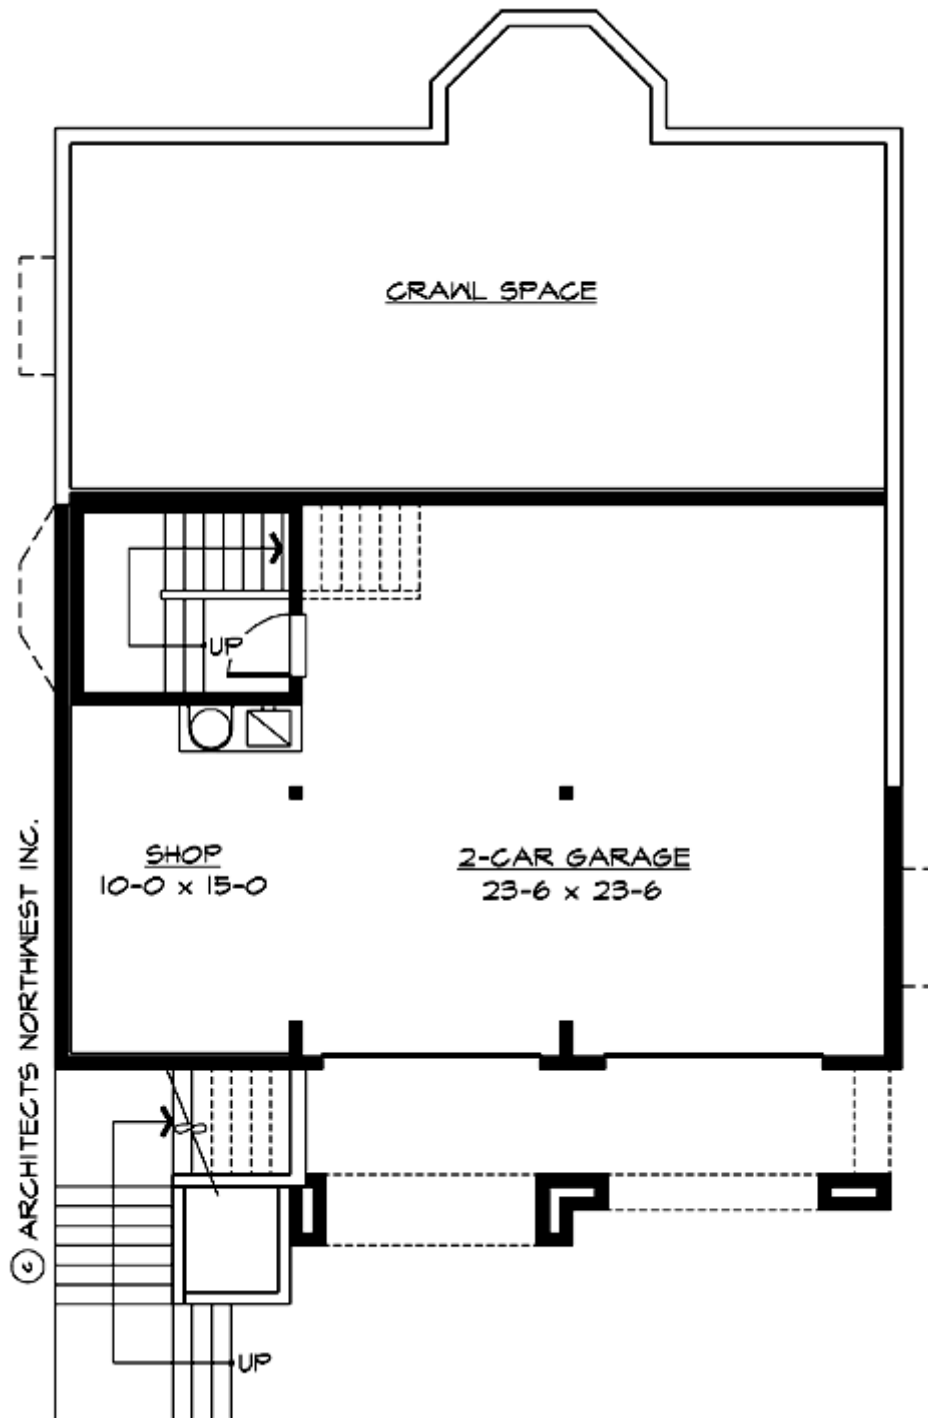 CRAWL SPACE
UP
SHOP
10-0 x 15-0
2-CAR GARAGE
23-6 x 23-6
© ARCHITECTS NORTHWEST INC.
UP